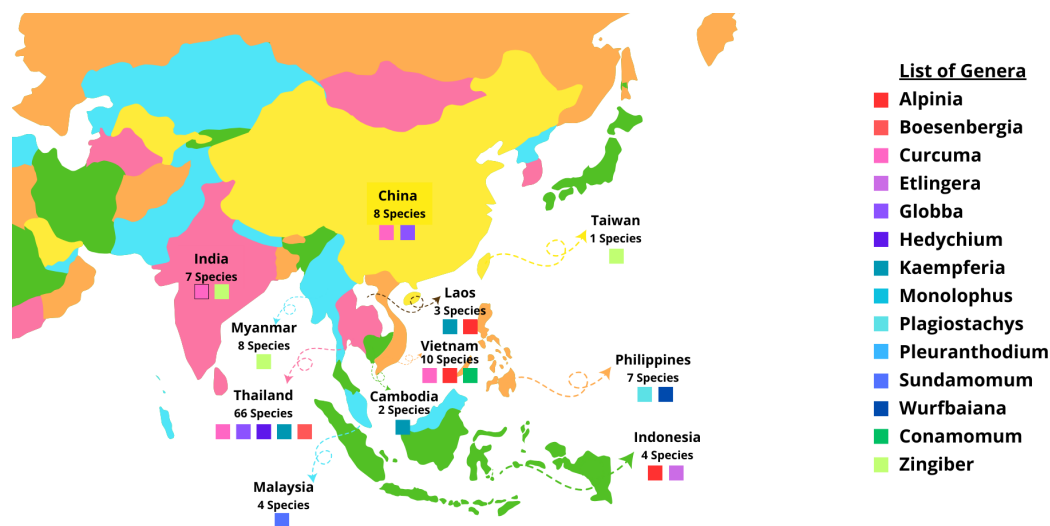 List of Genera
Alpinia
Boesenbergia
Curcuma
Etlingera
Globba
Hedychium
Kaempferia
Monolophus
Plagiostachys
Pleuranthodium
Sundamomum
Wurfbaiana
Conamomum
Zingiber
China
8 Species
Taiwan
1 Species
India
7 Species
Laos
3 Species
Myanmar
8 Species
Vietnam
10 Species
Philippines
7 Species
Thailand
66 Species
Cambodia
2 Species
Indonesia
4 Species
Malaysia
4 Species